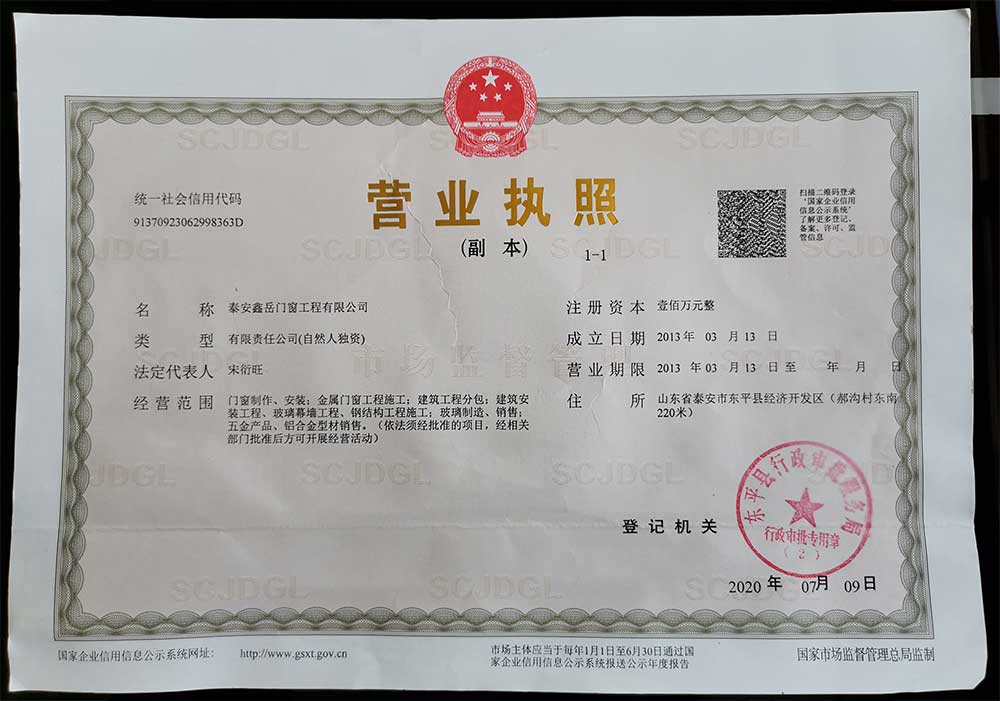 统一社会信用代码
91370923062998363D
营业执照
(副 本)
1-1
扫描二维码登录
'国家企业信用
信息公示系统'
了解更多登记、
备案、许可、监
管信息
名 称 泰安鑫岳门窗工程有限公司
类 型 有限责任公司(自然人独资)
法定代表人 宋衍旺
经营范围 门窗制作、安装；金属门窗工程施工；建筑工程分包；建筑安
装工程、玻璃幕墙工程、钢结构工程施工；玻璃制造、销售；
五金产品、铝合金型材销售。（依法须经批准的项目，经相关
部门批准后方可开展经营活动）
注册资本 壹佰万元整
成立日期 2013 年 03 月 13 日
营业期限 2013 年 03 月 13 日 至 年 月 日
住 所 山东省泰安市东平县经济开发区（郝沟村东南
220米）
市场监督管理
SCJDGL
登记机关
东平县行政审批服务局
行政审批专用章
（2）
2020 年 07月 09日
国家企业信用信息公示系统网址： http://www.gsxt.gov.cn
市场主体应当于每年1月1日至6月30日通过国
家企业信用信息公示系统报送公示年度报告
国家市场监督管理总局监制